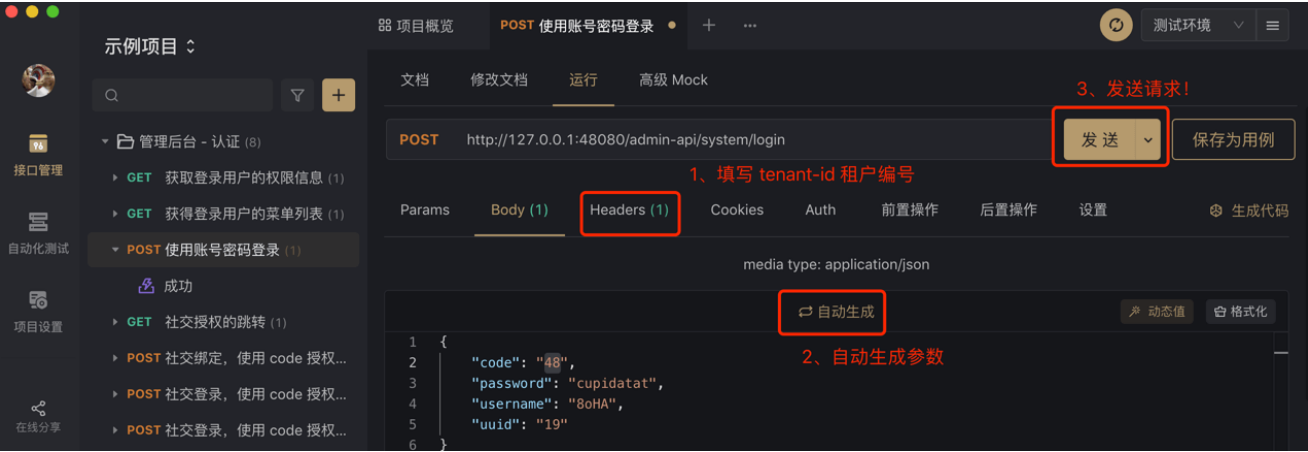 项目概览
POST 使用账号密码登录
测试环境
示例项目
文档
修改文档
运行
高级 Mock
3、发送请求！
POST
http://127.0.0.1:48080/admin-api/system/login
发 送
保存为用例
接口管理
自动化测试
项目设置
在线分享
管理后台 - 认证 (8)
GET 获取登录用户的权限信息 (1)
GET 获得登录用户的菜单列表 (1)
POST 使用账号密码登录 (1)
成功
GET 社交授权的跳转 (1)
POST 社交绑定，使用 code 授权...
POST 社交登录，使用 code 授权...
POST 社交登录，使用 code 授权...
1、填写 tenant-id 租户编号
Params
Body (1)
Headers (1)
Cookies
Auth
前置操作
后置操作
设置
生成代码
media type: application/json
自动生成
动态值
格式化
2、自动生成参数
1 {
2 "code": "48",
3 "password": "cupidatat",
4 "username": "8oHA",
5 "uuid": "19"
6 }